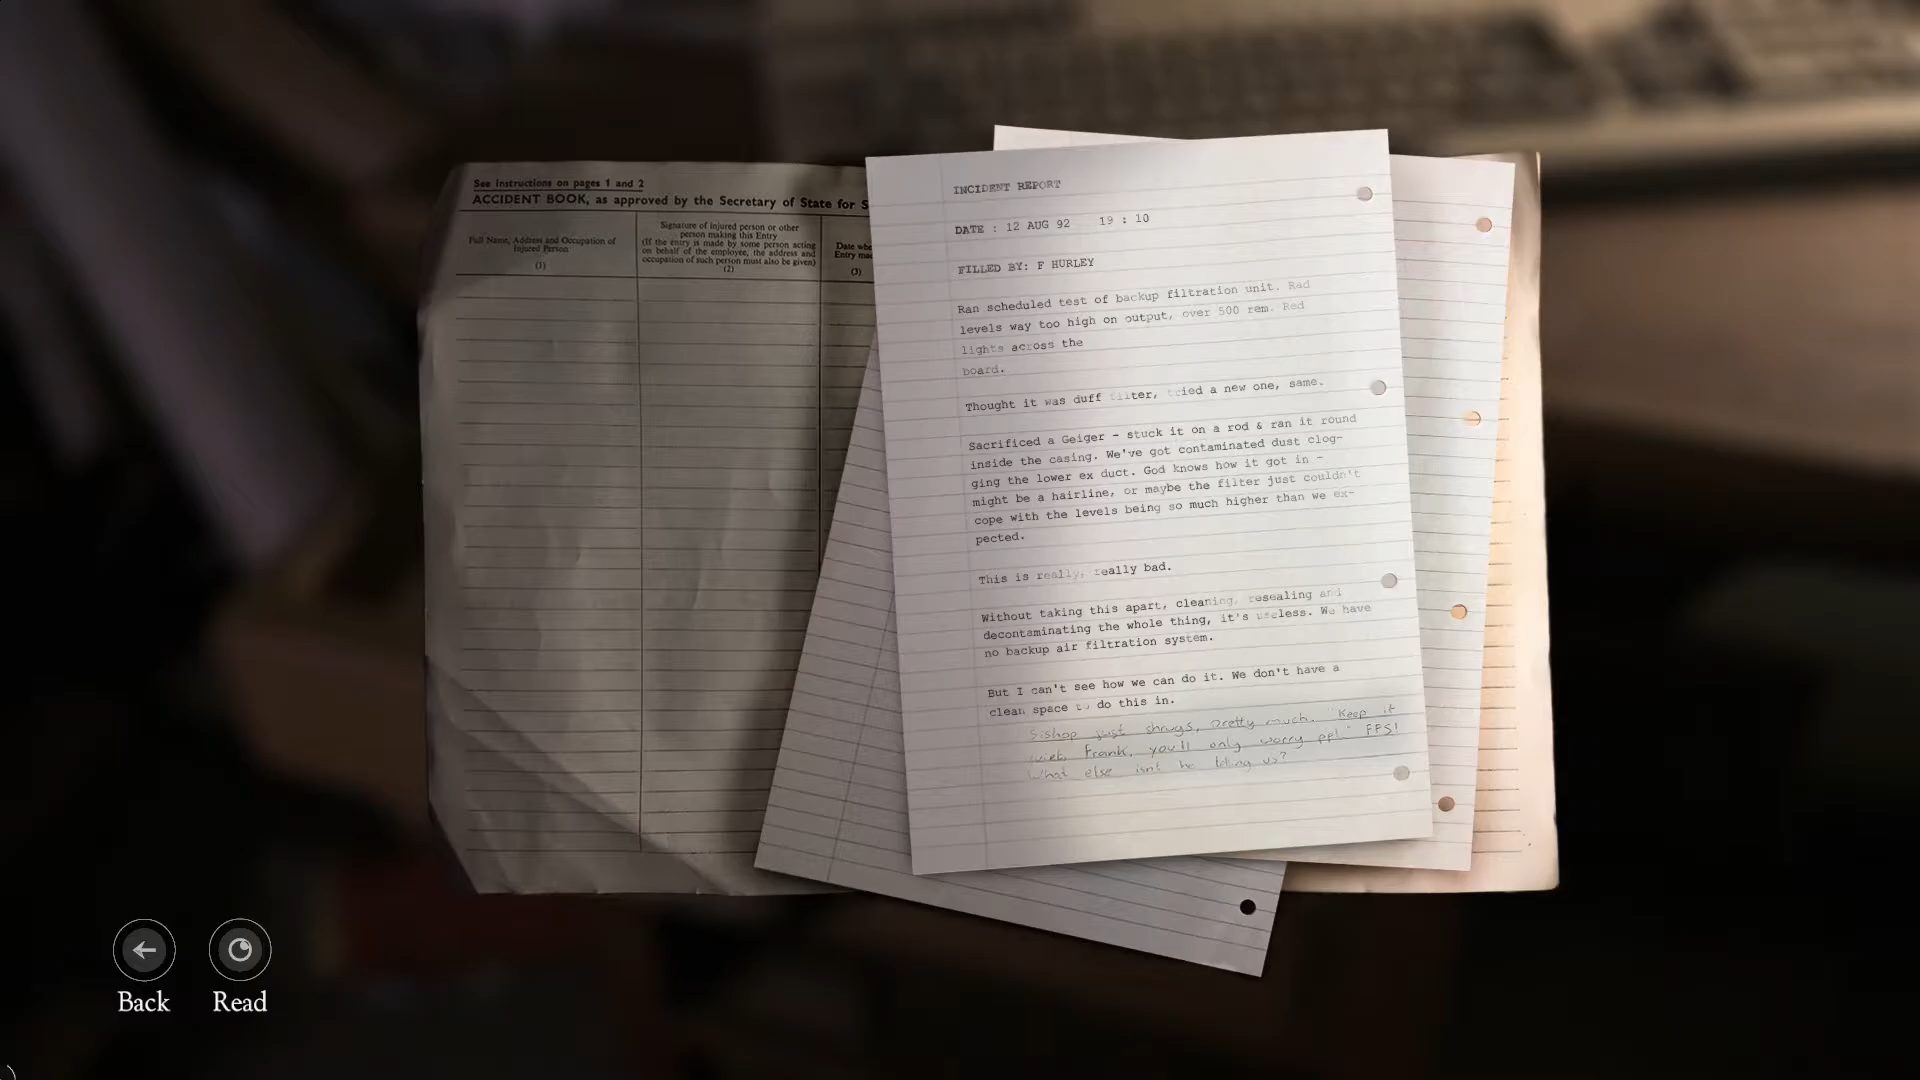 See Instructions on pages 1 and 2
ACCIDENT BOOK, as approved by the Secretary of State for S
Full Name, Address and Occupation of
Injured Person
(1)
Signature of injured person or other
person making this Entry
(If the entry is made by some person acting
on behalf of the employee, the address and
occupation of such person must also be given)
(2)
Date whe
Entry ma
(3)
INCIDENT REPORT
DATE : 12 AUG 92 19 : 10
FILLED BY: F HURLEY
Ran scheduled test of backup filtration unit. Rad
levels way too high on output, over 500 rem. Red
lights across the
board.
Thought it was duff filter, tried a new one, same.
Sacrificed a Geiger - stuck it on a rod & ran it round
inside the casing. We've got contaminated dust clog-
ging the lower ex duct. God knows how it got in -
might be a hairline, or maybe the filter just couldn't
cope with the levels being so much higher than we ex-
pected.
This is really, really bad.
Without taking this apart, cleaning, resealing and
decontaminating the whole thing, it's useless. We have
no backup air filtration system.
But I can't see how we can do it. We don't have a
clean space to do this in.
just shrugs, pretty much. "Keep it
quiet, Frank, you'll only worry ppl" FFS!
What else isn't he telling us?
Back
Read